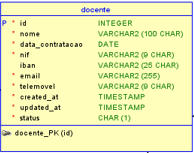 docente
P * id INTEGER
* nome VARCHAR2 (100 CHAR)
* data_contratacao DATE
* nif VARCHAR2 (9 CHAR)
iban VARCHAR2 (25 CHAR)
* email VARCHAR2 (255)
* telemovel VARCHAR2 (9 CHAR)
* created_at TIMESTAMP
* updated_at TIMESTAMP
* status CHAR (1)
docente_PK (id)